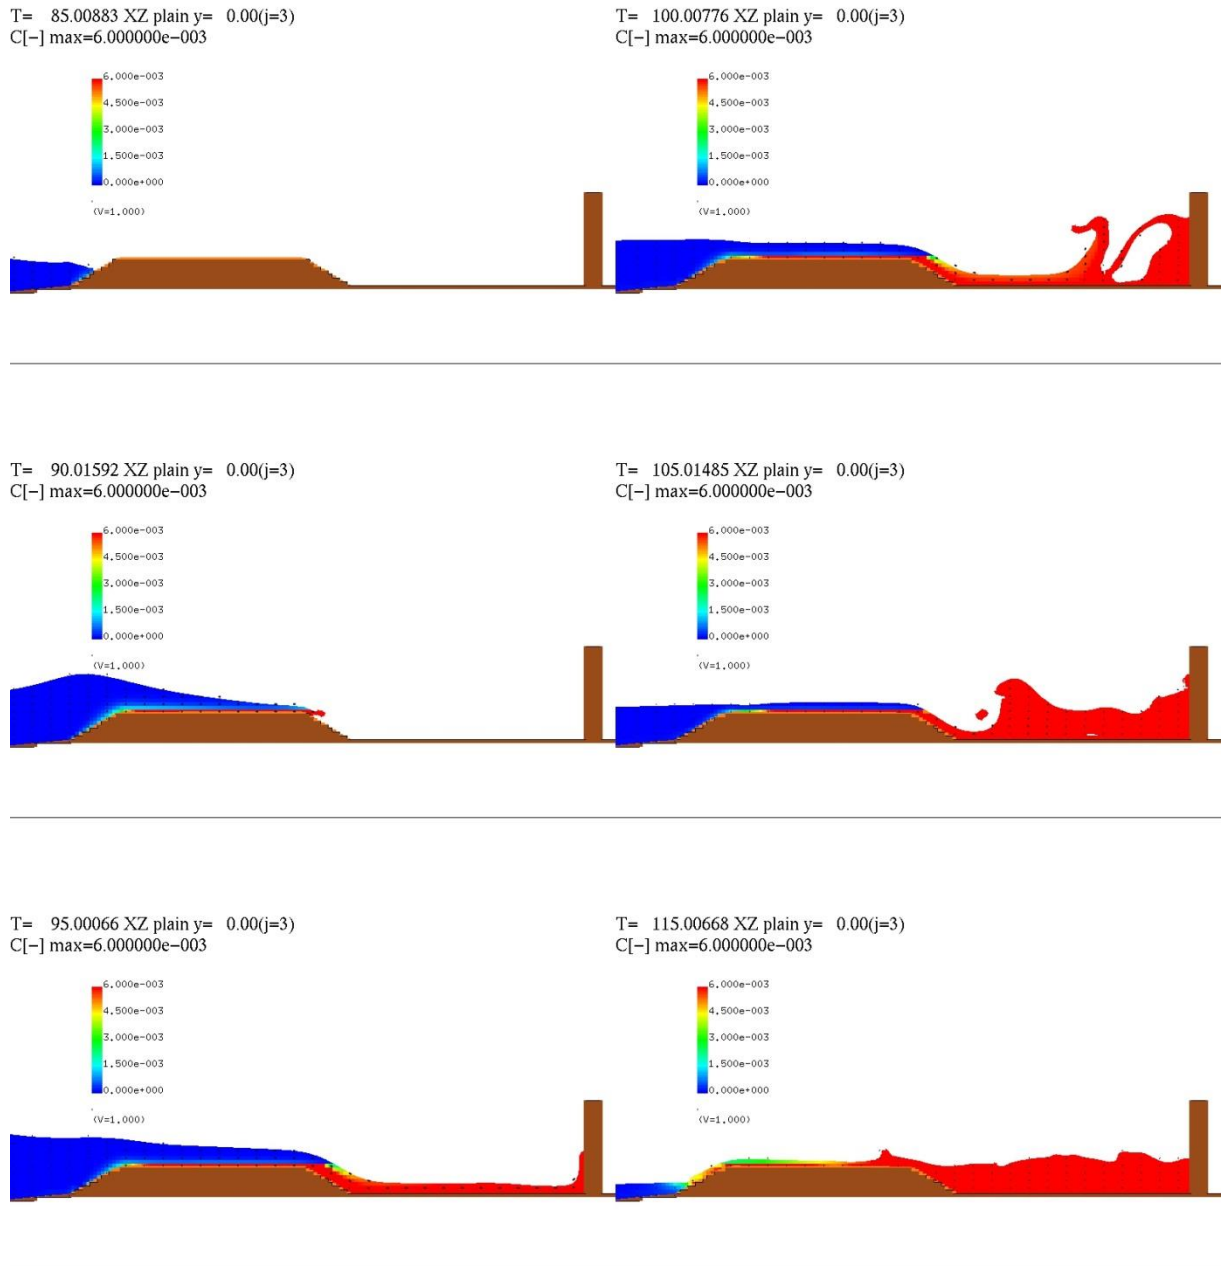 T= 85.00883 XZ plain y= 0.00(j=3)
C[−] max=6.000000e−003
6.000e-003
4.500e-003
3.000e-003
1.500e-003
0.000e+000
(V=1.000)
T= 100.00776 XZ plain y= 0.00(j=3)
C[−] max=6.000000e−003
6.000e-003
4.500e-003
3.000e-003
1.500e-003
0.000e+000
(V=1.000)
T= 90.01592 XZ plain y= 0.00(j=3)
C[−] max=6.000000e−003
6.000e-003
4.500e-003
3.000e-003
1.500e-003
0.000e+000
(V=1.000)
T= 105.01485 XZ plain y= 0.00(j=3)
C[−] max=6.000000e−003
6.000e-003
4.500e-003
3.000e-003
1.500e-003
0.000e+000
(V=1.000)
T= 95.00066 XZ plain y= 0.00(j=3)
C[−] max=6.000000e−003
6.000e-003
4.500e-003
3.000e-003
1.500e-003
0.000e+000
(V=1.000)
T= 115.00668 XZ plain y= 0.00(j=3)
C[−] max=6.000000e−003
6.000e-003
4.500e-003
3.000e-003
1.500e-003
0.000e+000
(V=1.000)